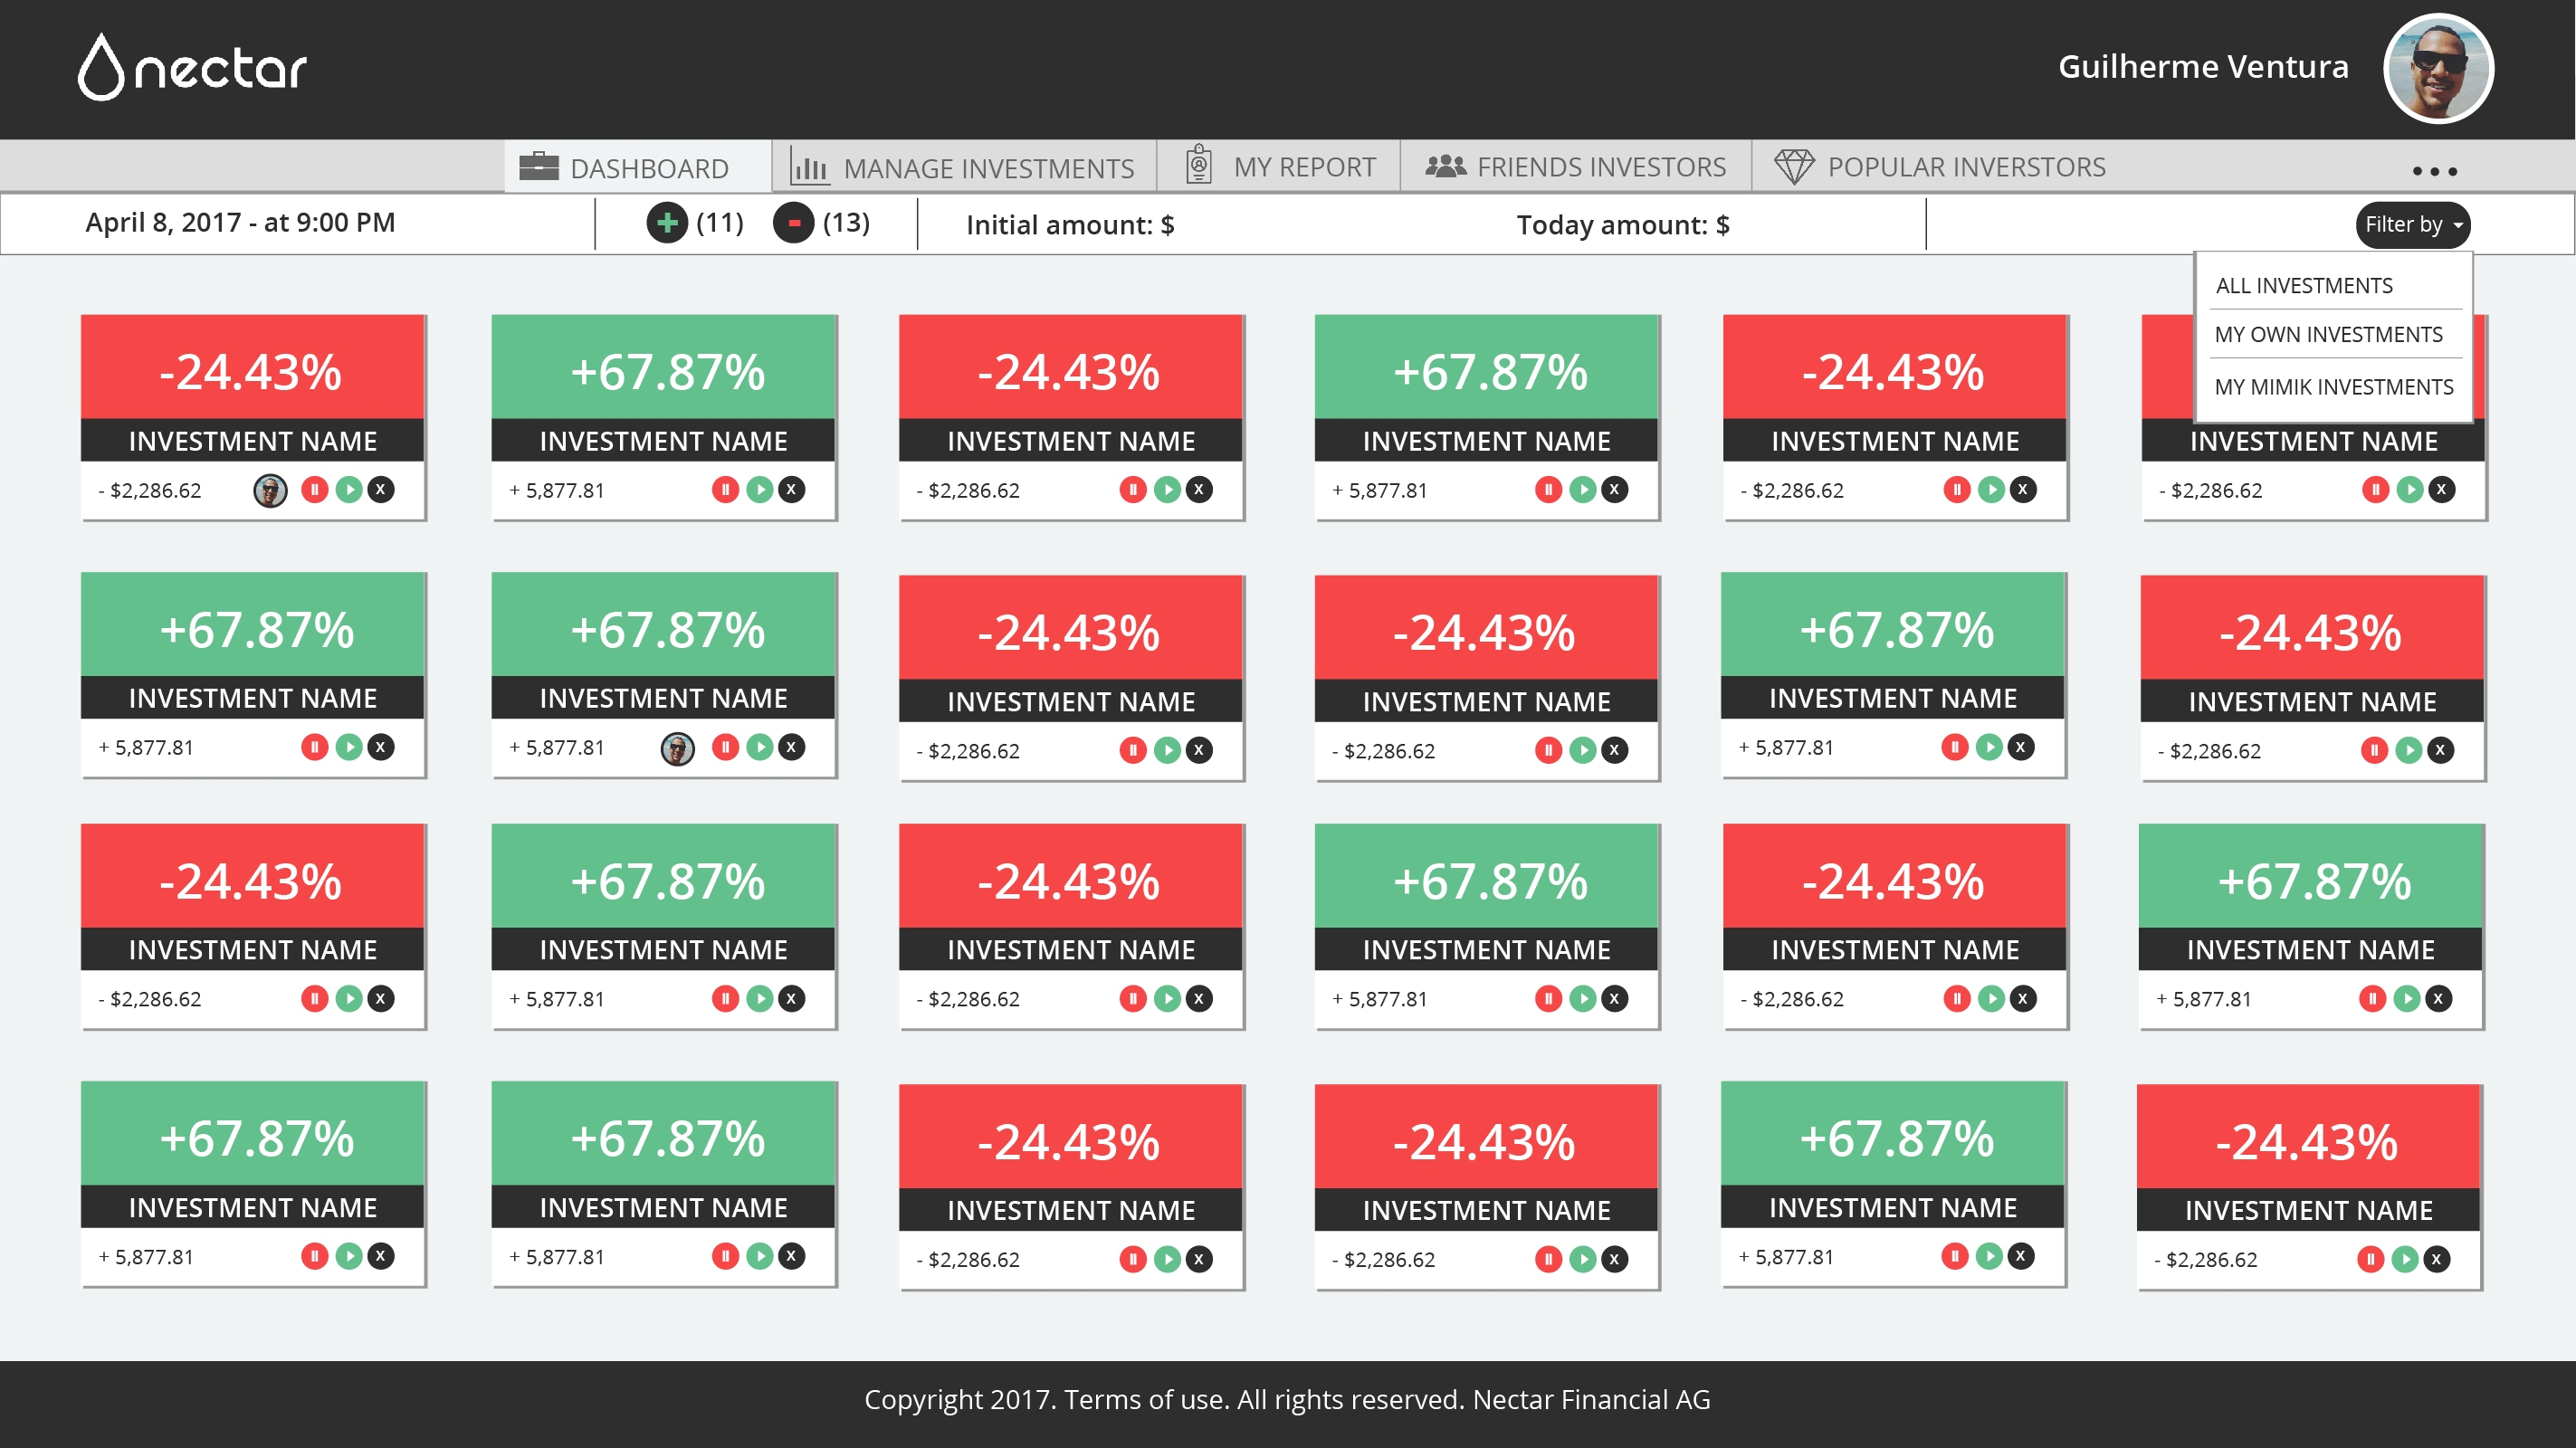 nectar
Guilherme Ventura
DASHBOARD MANAGE INVESTMENTS MY REPORT FRIENDS INVESTORS POPULAR INVERSTORS
April 8, 2017 - at 9:00 PM + (11) - (13) Initial amount: $ Today amount: $ Filter by
ALL INVESTMENTS
MY OWN INVESTMENTS
MY MIMIK INVESTMENTS
-24.43% +67.87% -24.43% +67.87% -24.43%
INVESTMENT NAME INVESTMENT NAME INVESTMENT NAME INVESTMENT NAME INVESTMENT NAME INVESTMENT NAME
- $2,286.62 X + 5,877.81 X - $2,286.62 X + 5,877.81 X - $2,286.62 X - $2,286.62 X
+67.87% +67.87% -24.43% -24.43% +67.87% -24.43%
INVESTMENT NAME INVESTMENT NAME INVESTMENT NAME INVESTMENT NAME INVESTMENT NAME INVESTMENT NAME
+ 5,877.81 X + 5,877.81 X - $2,286.62 X - $2,286.62 X + 5,877.81 X - $2,286.62 X
-24.43% +67.87% -24.43% +67.87% -24.43% +67.87%
INVESTMENT NAME INVESTMENT NAME INVESTMENT NAME INVESTMENT NAME INVESTMENT NAME INVESTMENT NAME
- $2,286.62 X + 5,877.81 X - $2,286.62 X + 5,877.81 X - $2,286.62 X + 5,877.81 X
+67.87% +67.87% -24.43% -24.43% +67.87% -24.43%
INVESTMENT NAME INVESTMENT NAME INVESTMENT NAME INVESTMENT NAME INVESTMENT NAME INVESTMENT NAME
+ 5,877.81 X + 5,877.81 X - $2,286.62 X - $2,286.62 X + 5,877.81 X - $2,286.62 X
Copyright 2017. Terms of use. All rights reserved. Nectar Financial AG